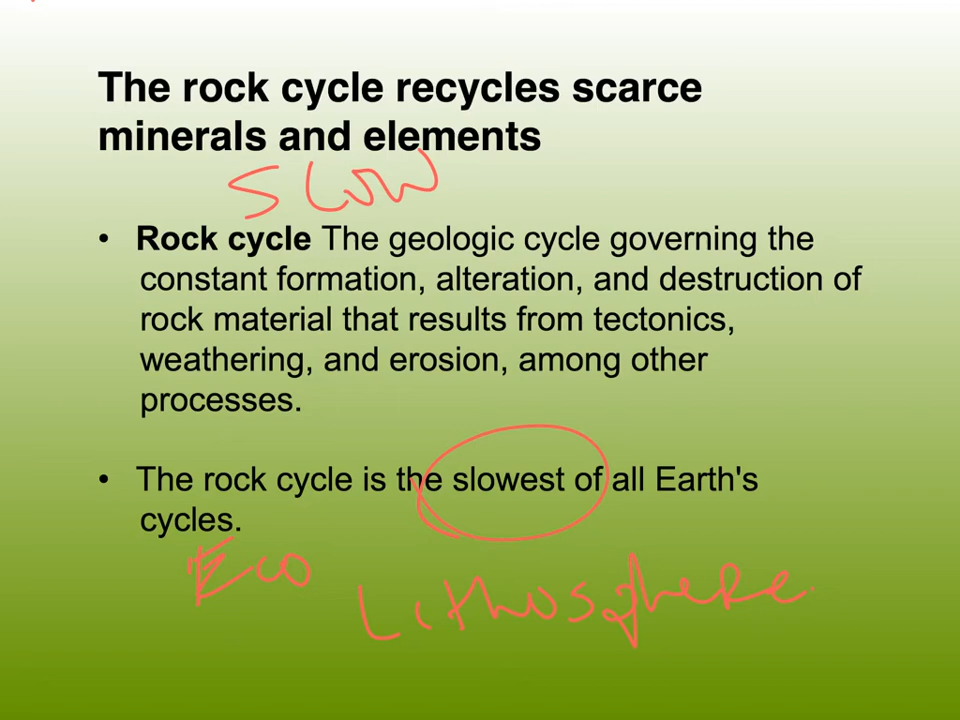 The rock cycle recycles scarce
minerals and elements
SLOW
• Rock cycle The geologic cycle governing the
constant formation, alteration, and destruction of
rock material that results from tectonics,
weathering, and erosion, among other
processes.
• The rock cycle is the slowest of all Earth's
cycles.
Eco
Lithosphere